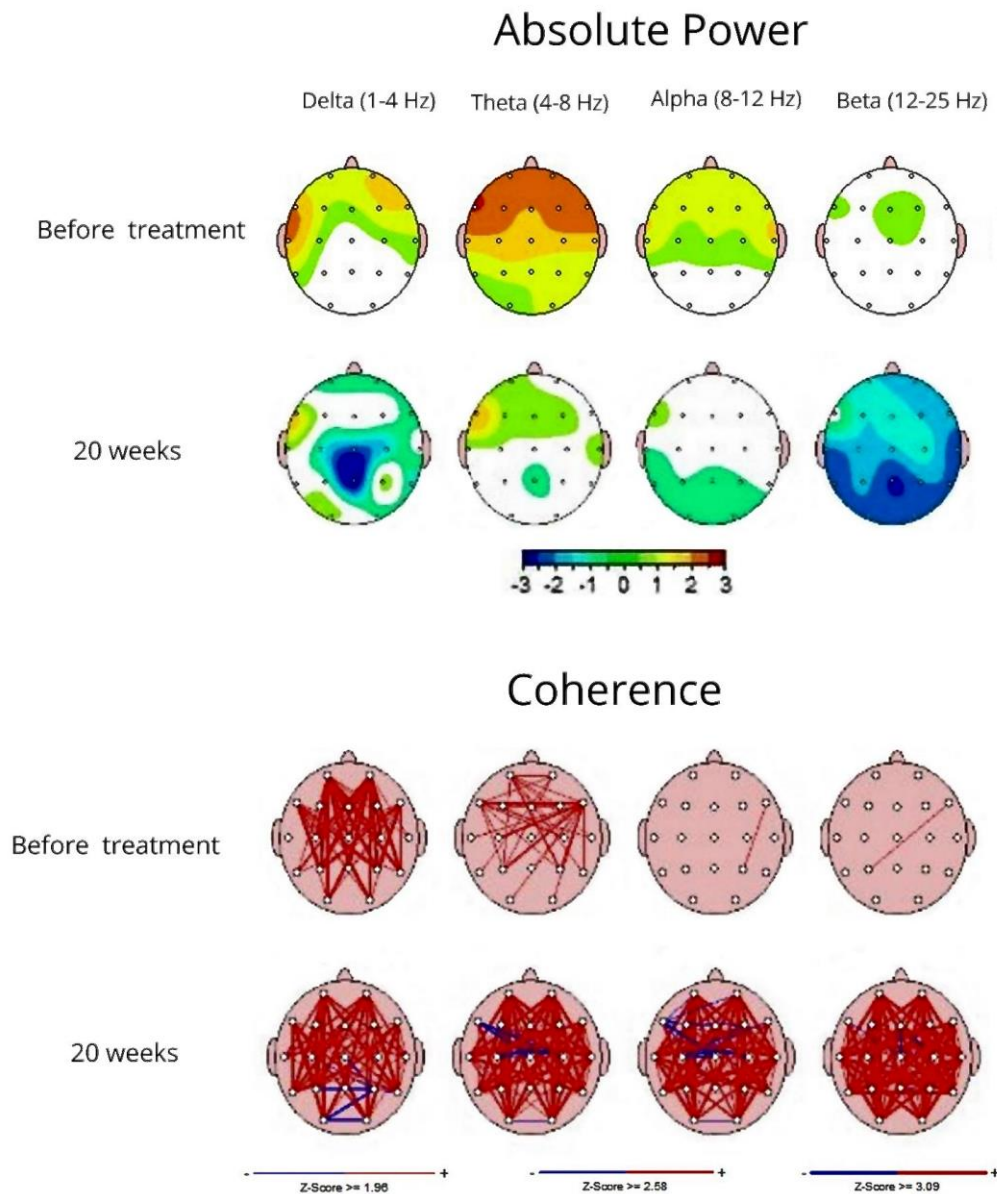 Absolute Power
Delta (1-4 Hz) Theta (4-8 Hz) Alpha (8-12 Hz) Beta (12-25 Hz)
Before treatment
20 weeks
-3 -2 -1 0 1 2 3
Coherence
Before treatment
20 weeks
- + - + - +
Z-Score >= 1.96 Z-Score >= 2.58 Z-Score >= 3.09